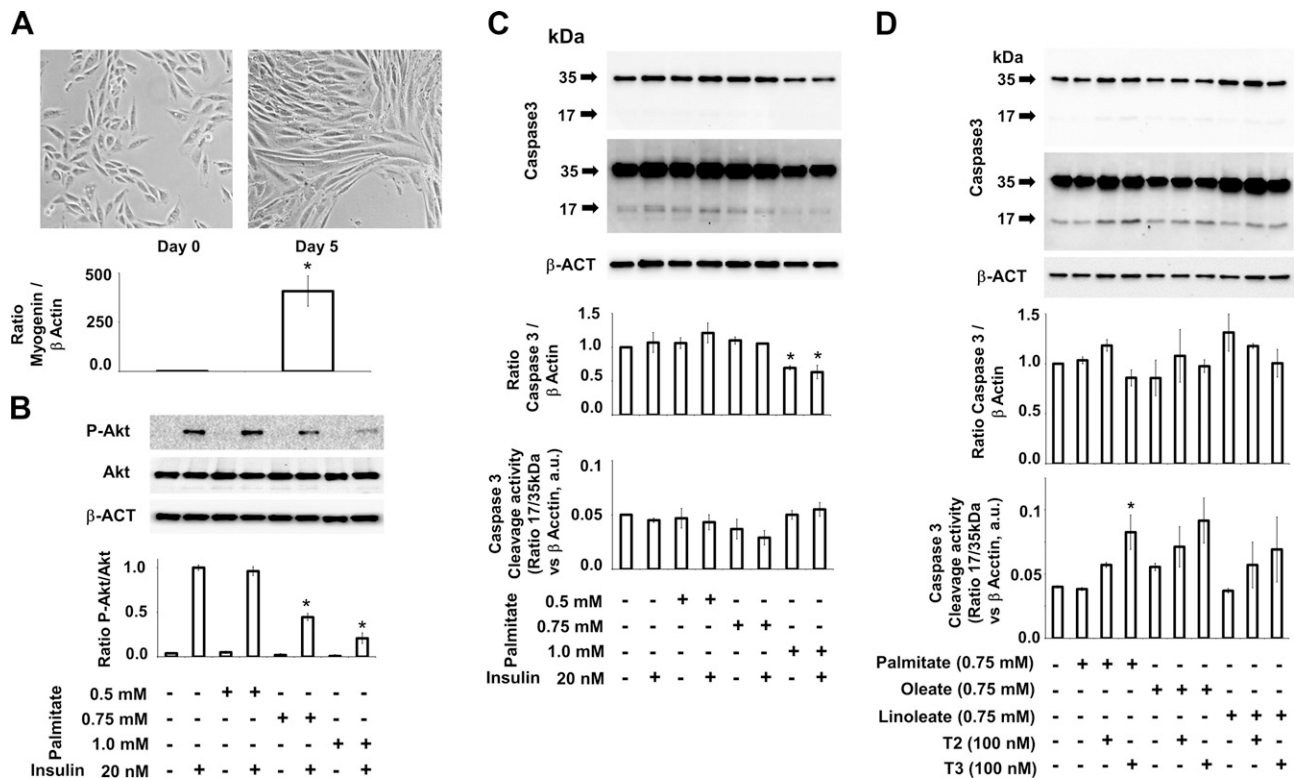 A
Day 0 Day 5
Ratio
Myogenin /
β Actin
500
250
0.0
*
B
P-Akt
Akt
β-ACT
Ratio P-Akt/Akt
1.0
0.5
0.0
* *
Palmitate
0.5 mM - - + + - - - -
0.75 mM - - - - + + - -
1.0 mM - - - - - - + +
Insulin 20 nM - + - + - + - +
C
kDa
Caspase3
35
17
35
17
β-ACT
Ratio
Caspase 3 /
β Actin
1.5
1.0
0.5
0.0
* *
Caspase 3
Cleavage activity
(Ratio 17/35kDa
vs β Acctin, a.u.)
0.1
0.05
0.0
Palmitate
0.5 mM - - + + - - - -
0.75 mM - - - - + + - -
1.0 mM - - - - - - + +
Insulin 20 nM - + - + - + - +
D
kDa
Caspase3
35
17
35
17
β-ACT
Ratio Caspase 3 /
β Actin
1.5
1.0
0.5
0.0
Caspase 3
Cleavage activity
(Ratio 17/35kDa
vs β Acctin, a.u.)
0.1
0.05
0.0
*
Palmitate (0.75 mM) - + + + - - - - - -
Oleate (0.75 mM) - - - - + + + - - -
Linoleate (0.75 mM) - - - - - - - + + +
T2 (100 nM) - - + - - + - - + -
T3 (100 nM) - - - + - - + - - +